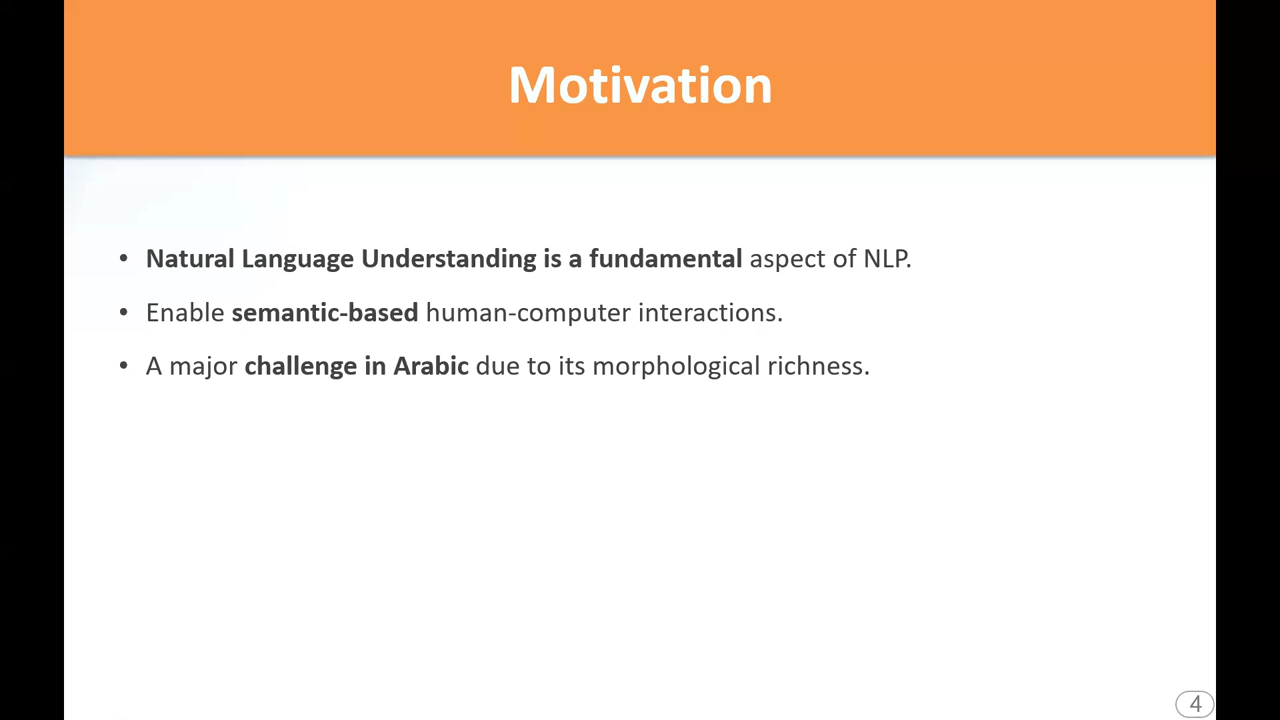 Motivation
• Natural Language Understanding is a fundamental aspect of NLP.
• Enable semantic-based human-computer interactions.
• A major challenge in Arabic due to its morphological richness.
4